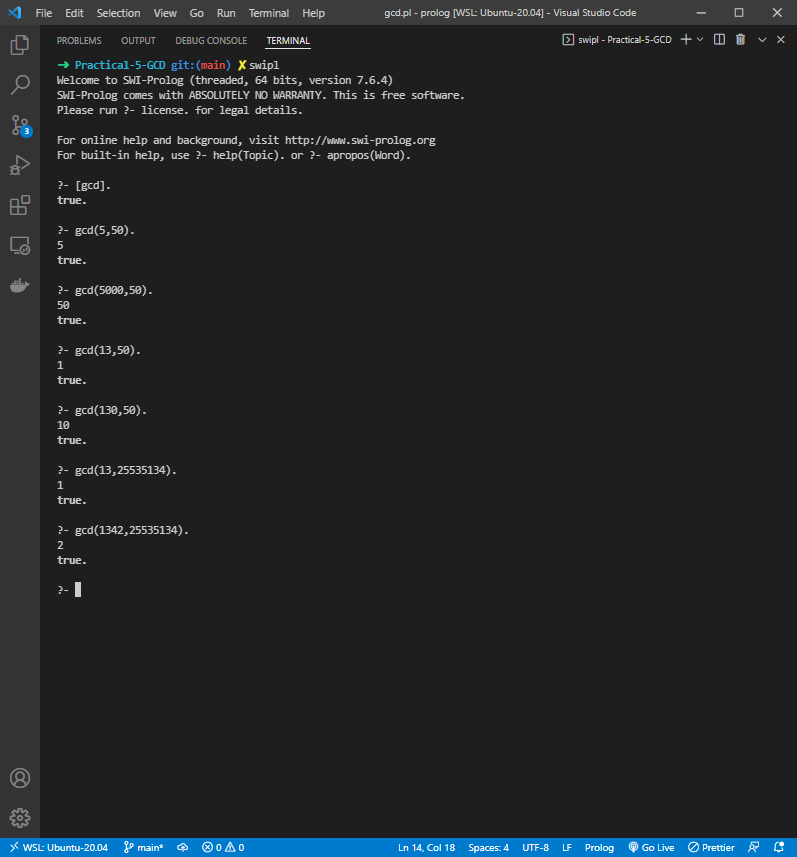 File Edit Selection View Go Run Terminal Help gcd.pl - prolog [WSL: Ubuntu-20.04] - Visual Studio Code
PROBLEMS OUTPUT DEBUG CONSOLE TERMINAL swipl - Practical-5-GCD
3
➜ Practical-5-GCD git:(main) ✗ swipl
Welcome to SWI-Prolog (threaded, 64 bits, version 7.6.4)
SWI-Prolog comes with ABSOLUTELY NO WARRANTY. This is free software.
Please run ?- license. for legal details.
For online help and background, visit http://www.swi-prolog.org
For built-in help, use ?- help(Topic). or ?- apropos(Word).
?- [gcd].
true.
?- gcd(5,50).
5
true.
?- gcd(5000,50).
50
true.
?- gcd(13,50).
1
true.
?- gcd(130,50).
10
true.
?- gcd(13,25535134).
1
true.
?- gcd(1342,25535134).
2
true.
?-
WSL: Ubuntu-20.04 main* 0 0 Ln 14, Col 18 Spaces: 4 UTF-8 LF Prolog Go Live Prettier